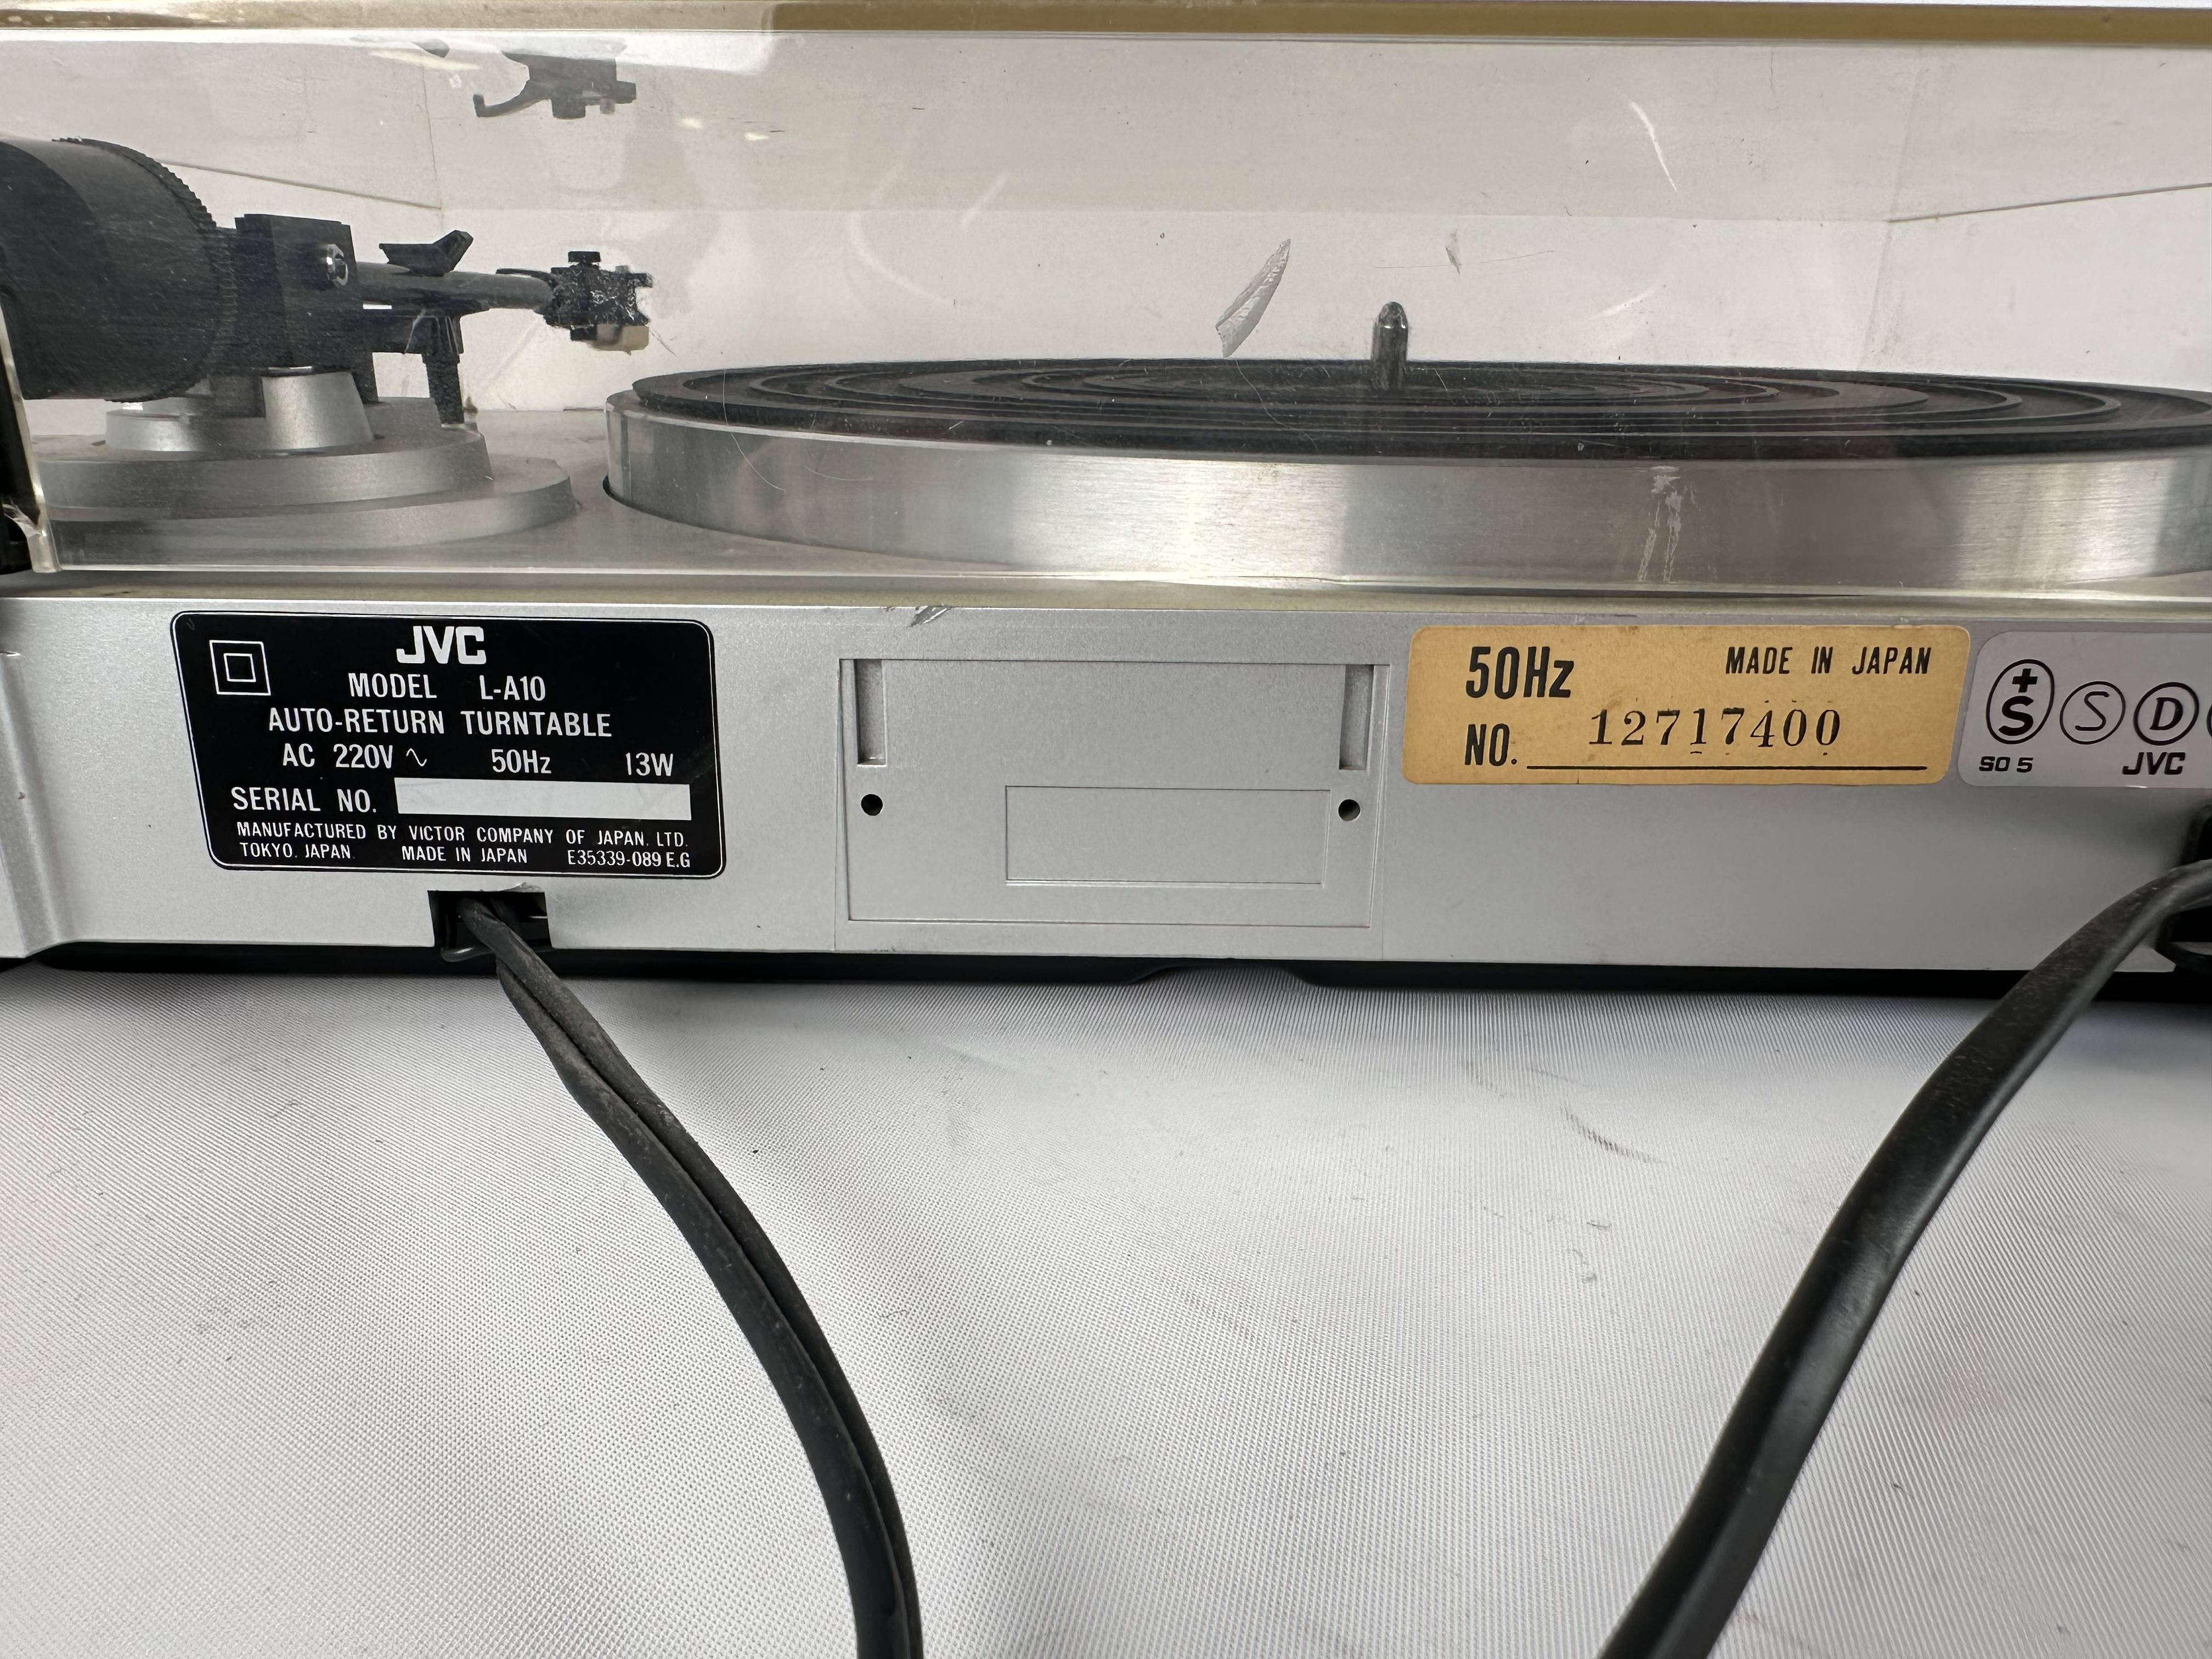 JVC
MODEL L-A10
AUTO-RETURN TURNTABLE
AC 220V ~ 50Hz 13W
SERIAL NO.
MANUFACTURED BY VICTOR COMPANY OF JAPAN, LTD.
TOKYO, JAPAN MADE IN JAPAN E35339-089 E.G
50Hz MADE IN JAPAN
NO. 12717400
+S S D
SO 5 JVC